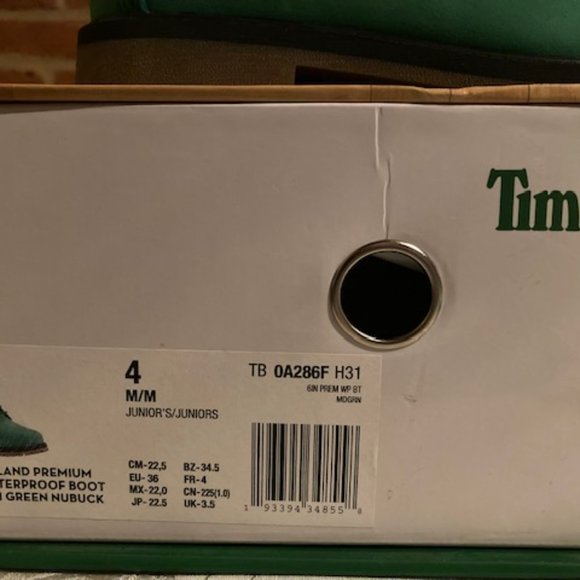 Tim
4
M/M
JUNIOR'S/JUNIORS
TB 0A286F H31
6IN PREM WP BT
MDGRN
LAND PREMIUM
TERPROOF BOOT
GREEN NUBUCK
CM-22,5 BZ-34.5
EU-36 FR-4
MX-22,0 CN-225(1.0)
JP-22.5 UK-3.5
1 93394 34855 8